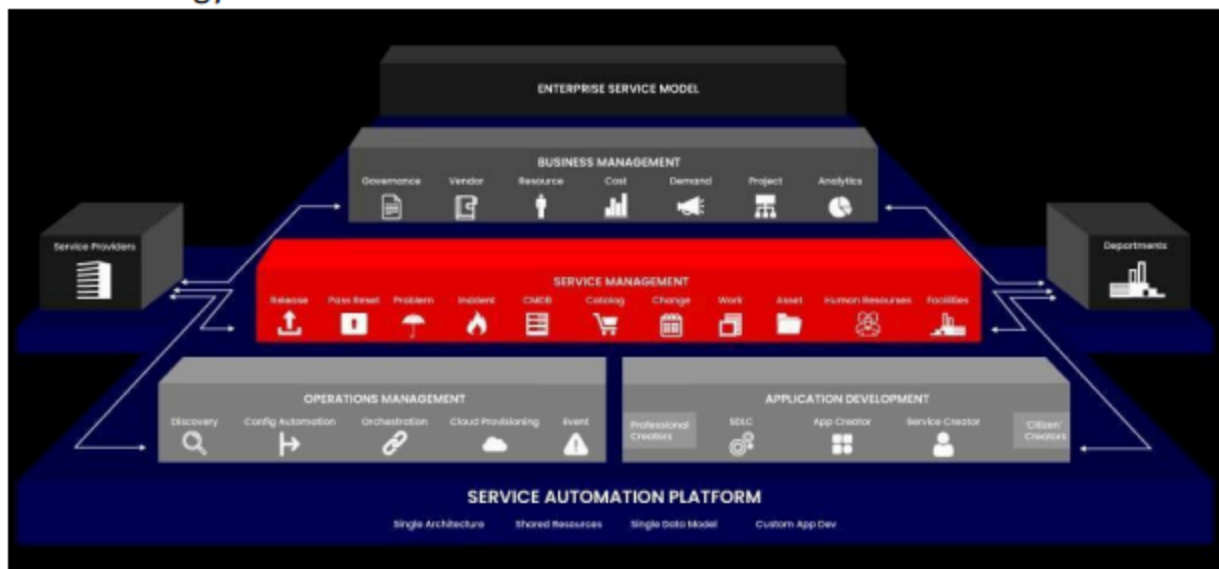 ENTERPRISE SERVICE MODEL
BUSINESS MANAGEMENT
Governance Vendor Resource Cost Demand Project Analytics
Service Providers
Departments
SERVICE MANAGEMENT
Release Pass Reset Problem Incident CMDB Catalog Change Work Asset Human Resourses Facilities
OPERATIONS MANAGEMENT
Discovery Config Automation Orchestration Cloud Provisioning Event
APPLICATION DEVELOPMENT
Professional Creators SDLC App Creator Service Creator Citizen' Creators
SERVICE AUTOMATION PLATFORM
Single Architecture Shared Resources Single Data Model Custom App Dev